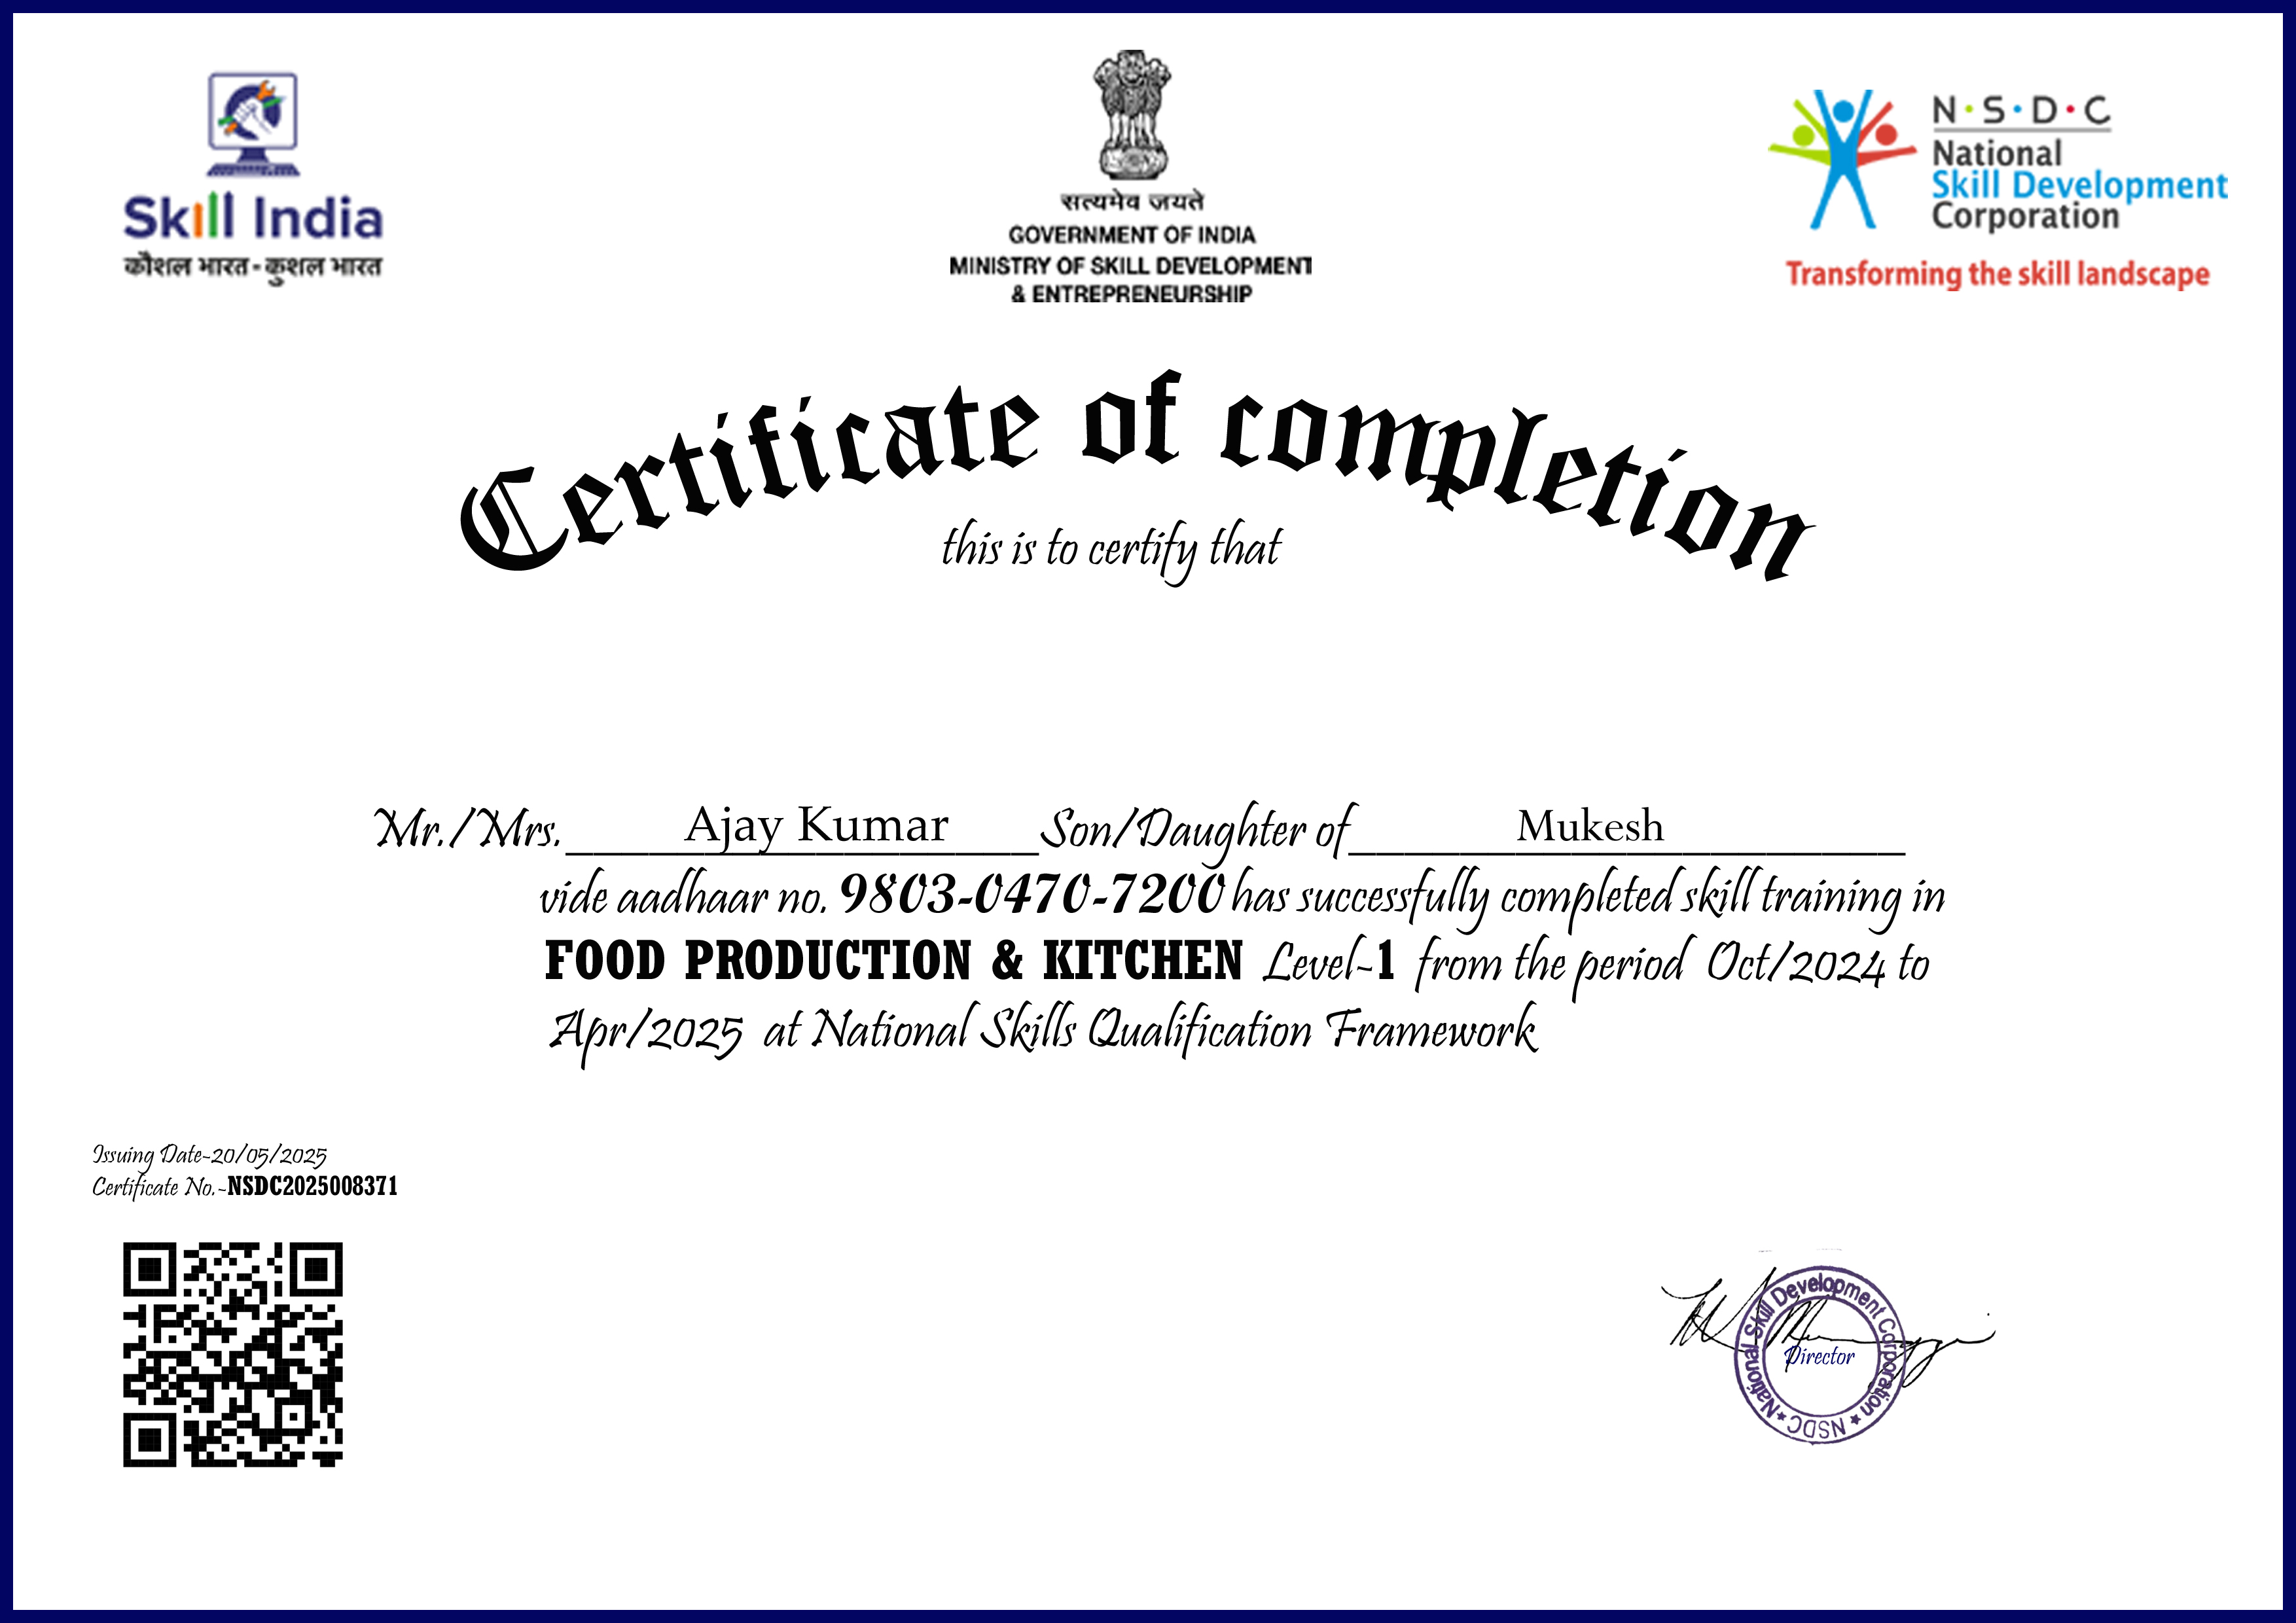 Skill India
कौशल भारत - कुशल भारत
सत्यमेव जयते
GOVERNMENT OF INDIA
MINISTRY OF SKILL DEVELOPMENT
& ENTREPRENEURSHIP
N·S·D·C
National
Skill Development
Corporation
Transforming the skill landscape
Certificate of completion
this is to certify that
Mr./Mrs. Ajay Kumar Son/Daughter of Mukesh
vide aadhaar no. 9803-0470-7200 has successfully completed skill training in
FOOD PRODUCTION & KITCHEN Level-1 from the period Oct/2024 to
Apr/2025 at National Skills Qualification Framework
Issuing Date-20/05/2025
Certificate No.-NSDC2025008371
National Skill Development Corporation
NSDC
Director